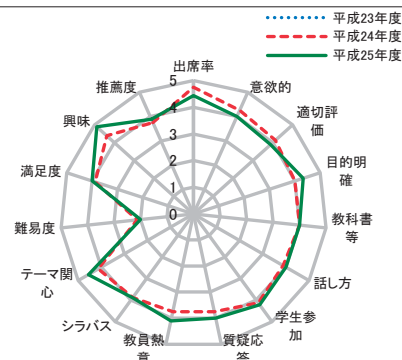 平成23年度
平成24年度
平成25年度
出席率
意欲的
適切評
価
目的明
確
教科書
等
話し方
学生参
加
質疑応
答
教員熱
意
シラバス
テーマ関
心
難易度
満足度
興味
推薦度
5
4
3
2
1
0